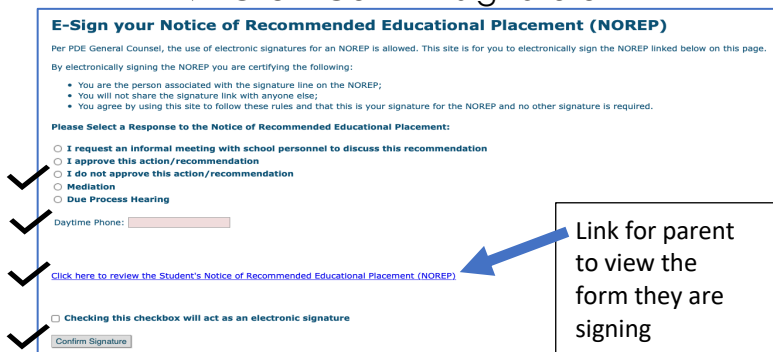 E-Sign your Notice of Recommended Educational Placement (NOREP)
Per PDE General Counsel, the use of electronic signatures for an NOREP is allowed. This site is for you to electronically sign the NOREP linked below on this page.
By electronically signing the NOREP you are certifying the following:
• You are the person associated with the signature line on the NOREP;
• You will not share the signature link with anyone else;
• You agree by using this site to follow these rules and that this is your signature for the NOREP and no other signature is required.
Please Select a Response to the Notice of Recommended Educational Placement:
I request an informal meeting with school personnel to discuss this recommendation
I approve this action/recommendation
I do not approve this action/recommendation
Mediation
Due Process Hearing
Daytime Phone:
Click here to review the Student's Notice of Recommended Educational Placement (NOREP)
Checking this checkbox will act as an electronic signature
Confirm Signature
Link for parent
to view the
form they are
signing